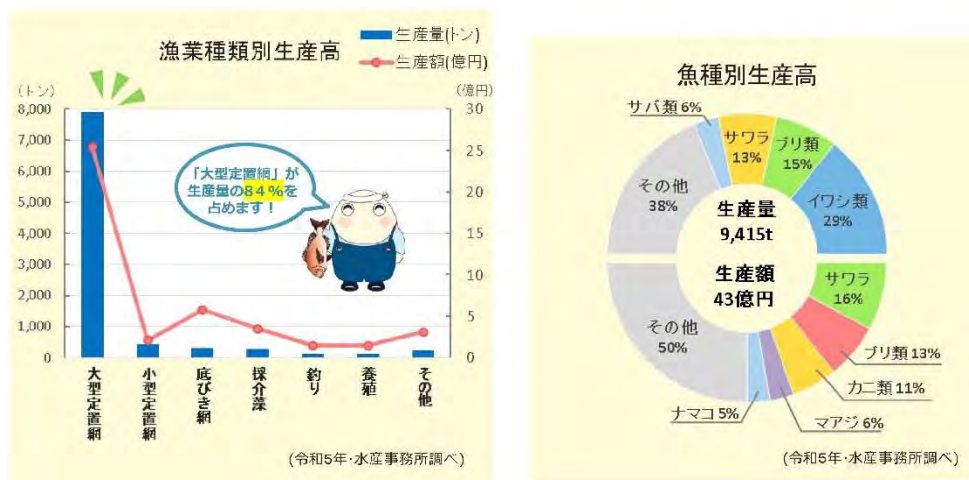 漁業種類別生産高
生産量(トン)
生産額(億円)
(トン)
(億円)
8,000
7,000
6,000
5,000
4,000
3,000
2,000
1,000
0
30
25
20
15
10
5
0
「大型定置網」が
生産量の84%を
占めます！
大型定置網
小型定置網
底びき網
採介藻
釣り
養殖
その他
(令和5年・水産事務所調べ)
魚種別生産高
サバ類 6%
サワラ
13%
ブリ類
15%
イワシ類
29%
その他
38%
生産量
9,415t
生産額
43億円
サワラ
16%
ブリ類 13%
カニ類 11%
マアジ 6%
ナマコ 5%
その他
50%
(令和5年・水産事務所調べ)